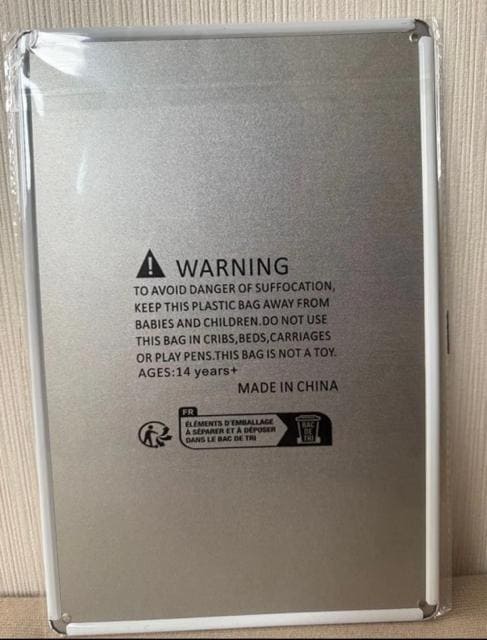 WARNING
TO AVOID DANGER OF SUFFOCATION,
KEEP THIS PLASTIC BAG AWAY FROM
BABIES AND CHILDREN.DO NOT USE
THIS BAG IN CRIBS,BEDS,CARRIAGES
OR PLAY PENS.THIS BAG IS NOT A TOY.
AGES:14 years+
MADE IN CHINA
FR
ÉLÉMENTS D'EMBALLAGE
À SÉPARER ET À DÉPOSER
DANS LE BAC DE TRI
BAC
DE
TRI